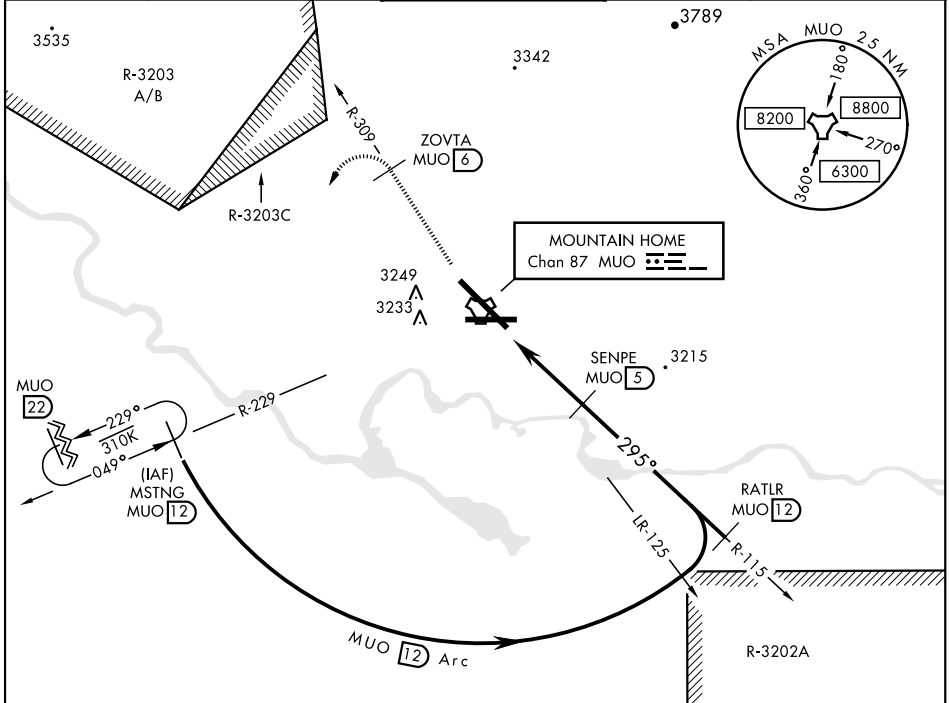 3535
R-3203
A/B
3342
3789
MSA MUO 25 NM
180°
8200
8800
270°
360°
6300
R-309
ZOVTA
MUO 6
R-3203C
MOUNTAIN HOME
Chan 87 MUO
3249
3233
SENPE
MUO 5
3215
MUO
22
229°
310K
049°
R-229
(IAF)
MSTNG
MUO 12
295°
RATLR
MUO 12
LR-125
R-115
MUO 12 Arc
R-3202A